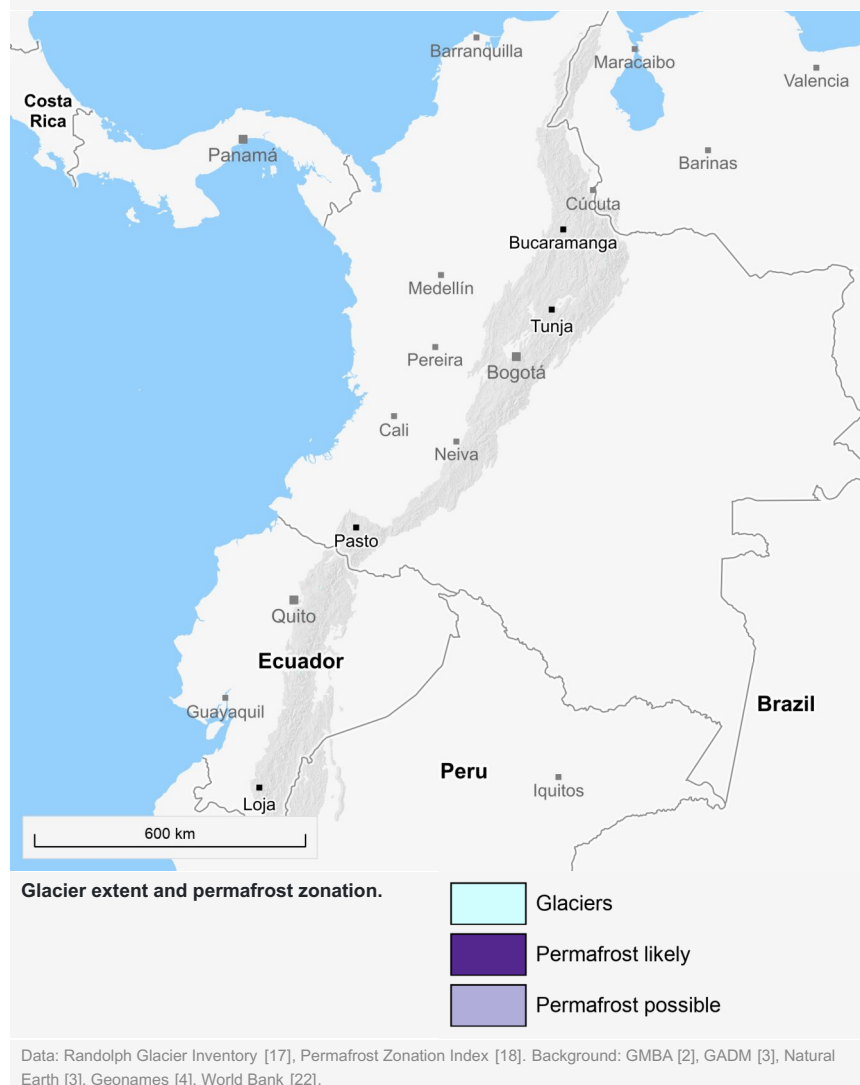 Barranquilla
Maracaibo
Valencia
Costa
Rica
Panamá
Barinas
Cúcuta
Bucaramanga
Medellín
Tunja
Pereira
Bogotá
Cali
Neiva
Pasto
Quito
Ecuador
Guayaquil
Brazil
Peru
Iquitos
Loja
600 km
Glacier extent and permafrost zonation.
Glaciers
Permafrost likely
Permafrost possible
Data: Randolph Glacier Inventory [17], Permafrost Zonation Index [18]. Background: GMBA [2], GADM [3], Natural
Earth [3], Geonames [4], World Bank [22].